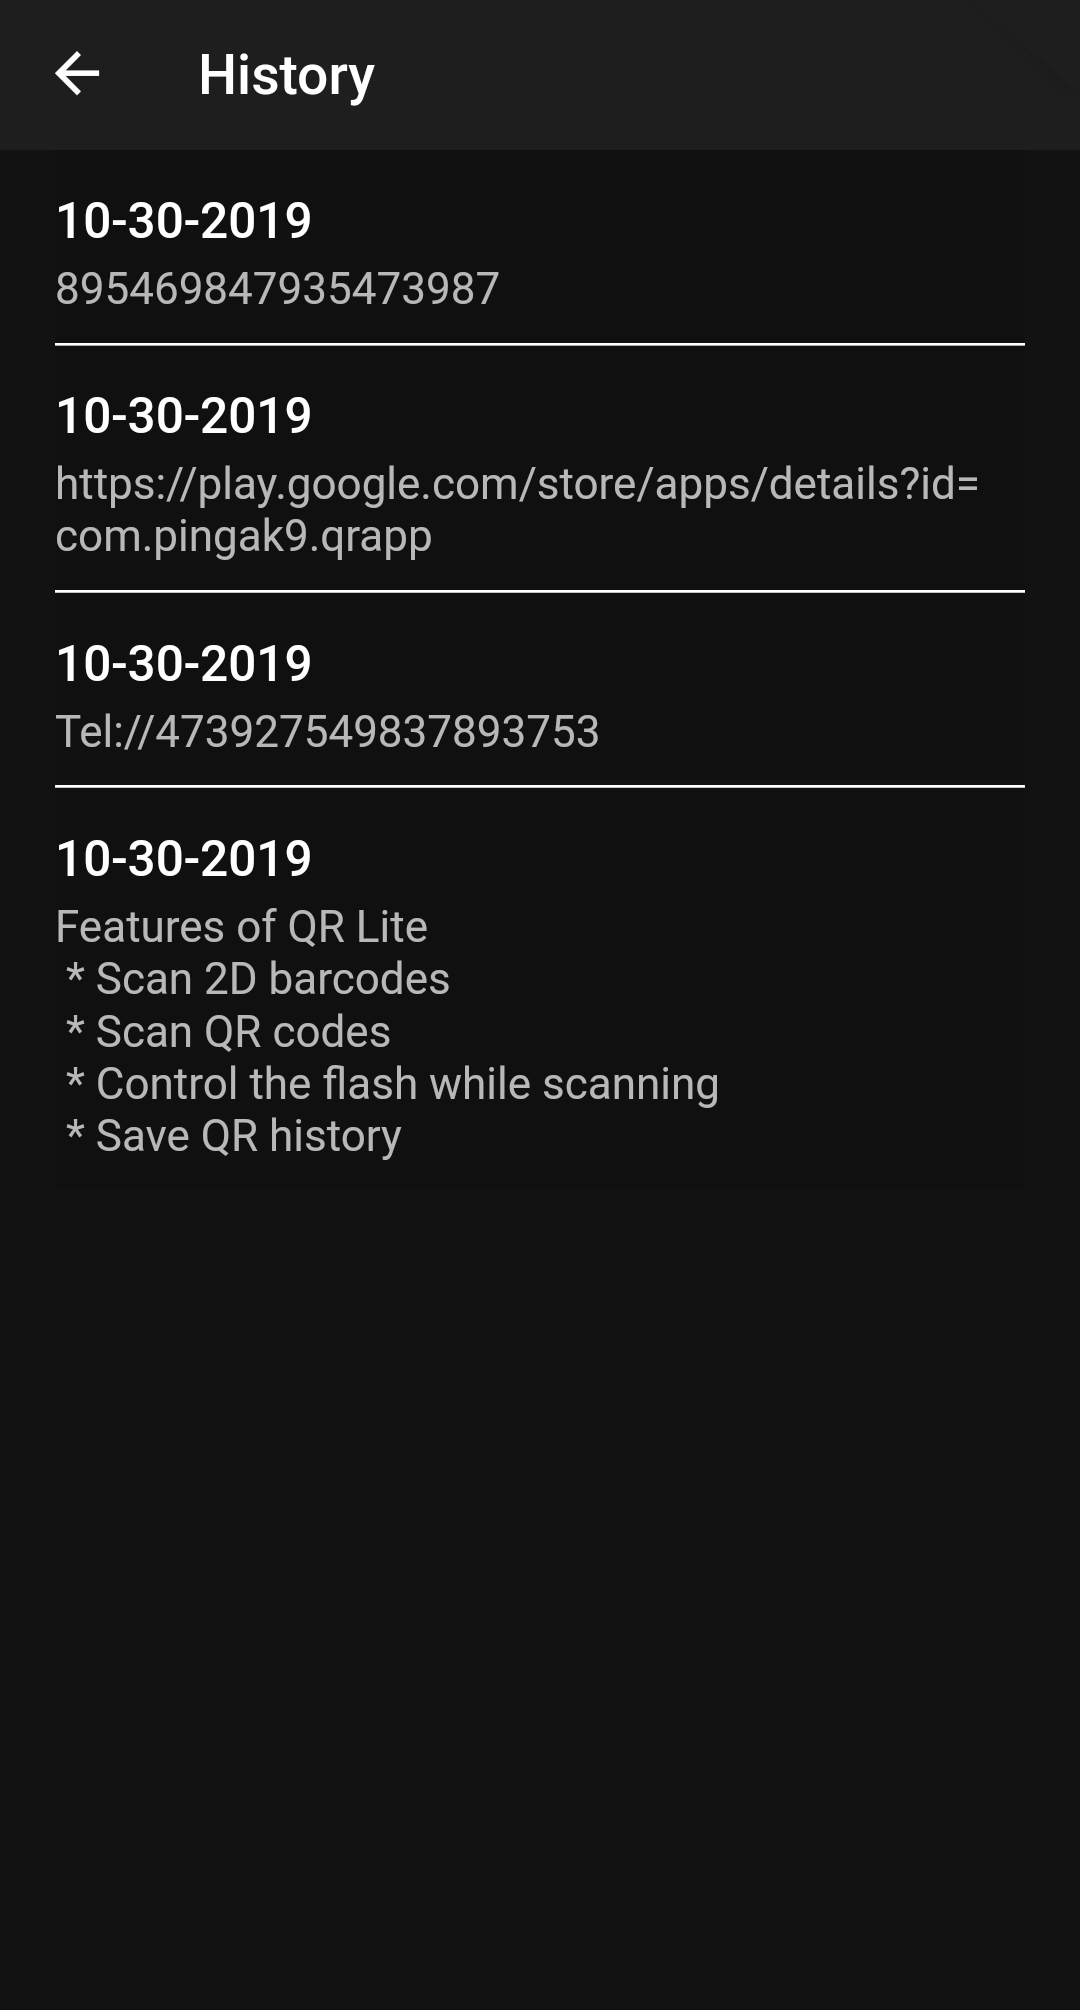 History
10-30-2019
895469847935473987
10-30-2019
https://play.google.com/store/apps/details?id=
com.pingak9.qrapp
10-30-2019
Tel://473927549837893753
10-30-2019
Features of QR Lite
* Scan 2D barcodes
* Scan QR codes
* Control the flash while scanning
* Save QR history